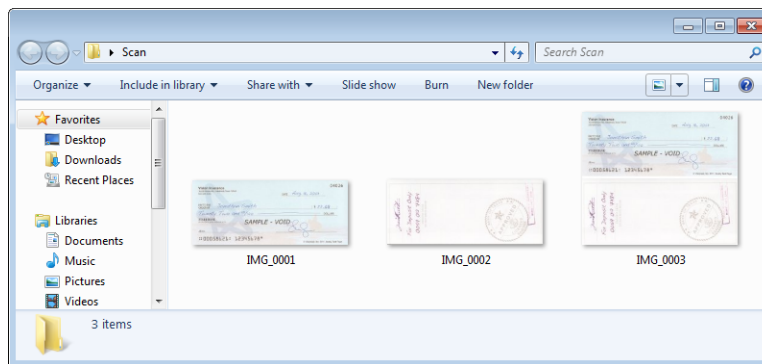 Scan
Search Scan
Organize
Include in library
Share with
Slide show
Burn
New folder
Favorites
Desktop
Downloads
Recent Places
Libraries
Documents
Music
Pictures
Videos
SAMPLE - VOID
IMG_0001
IMG_0002
SAMPLE - VOID
IMG_0003
3 items